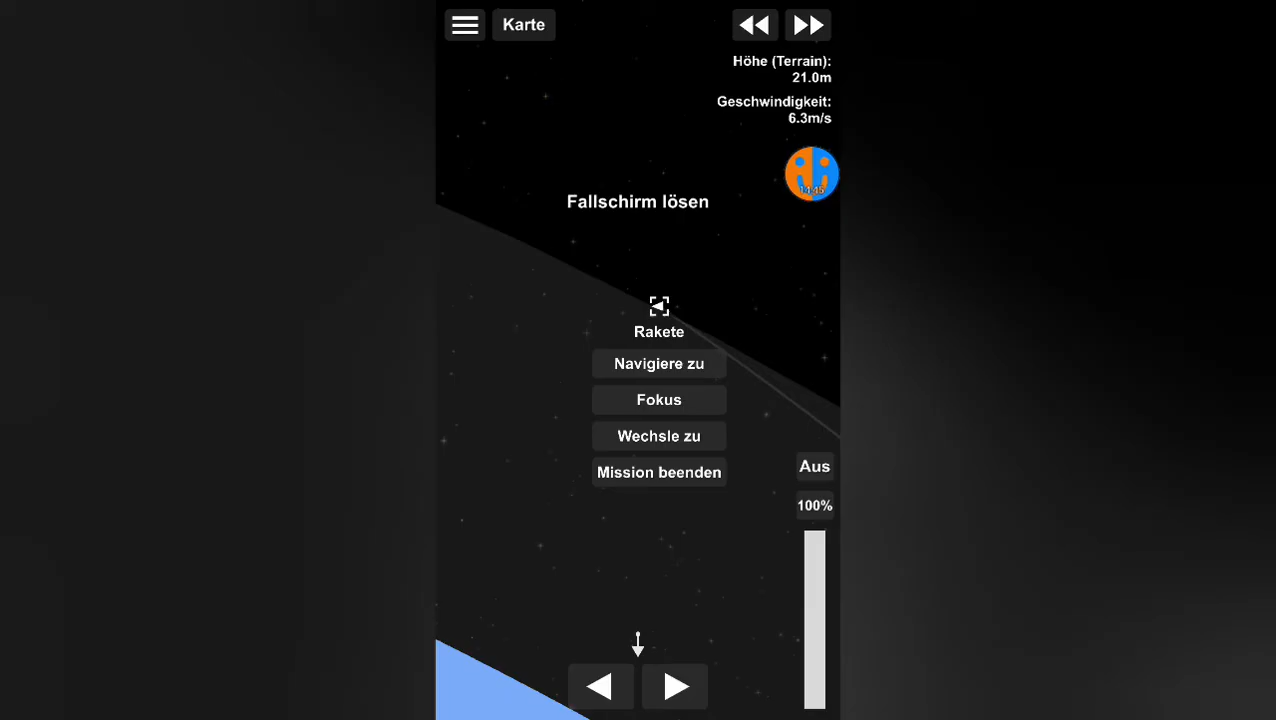 Karte
Höhe (Terrain):
21.0m
Geschwindigkeit:
6.3m/s
Fallschirm lösen
Rakete
Navigiere zu
Fokus
Wechsle zu
Mission beenden
Aus
100%